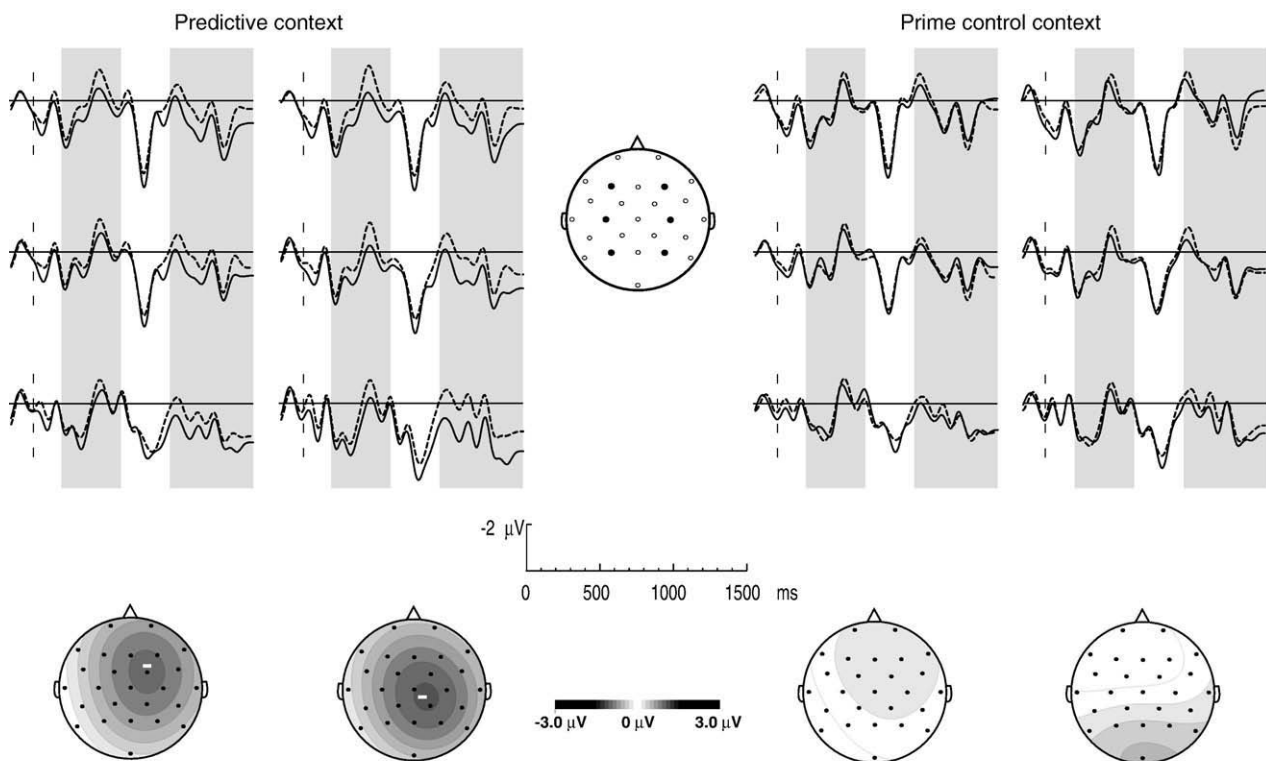 Predictive context
Prime control context
-2 µV
0 500 1000 1500 ms
-3.0 µV 0 µV 3.0 µV